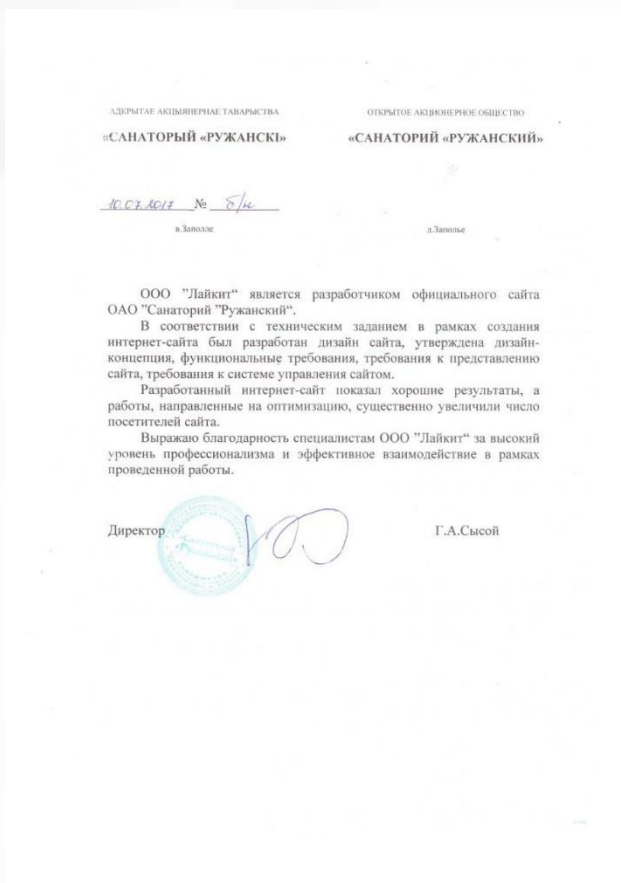 АДКРЫТАЕ АКЦЫЯНЕРНАЕ ТАВАРЫСТВА
«САНАТОРЫЙ «РУЖАНСКІ»
ОТКРЫТОЕ АКЦИОНЕРНОЕ ОБЩЕСТВО
«САНАТОРИЙ «РУЖАНСКИЙ»
10.07.2017 № б/н
в.Заполле
д.Заполье
ООО ”Лайкит“ является разработчиком официального сайта
ОАО ”Санаторий ”Ружанский“.
В соответствии с техническим заданием в рамках создания
интернет-сайта был разработан дизайн сайта, утверждена дизайн-
концепция, функциональные требования, требования к представлению
сайта, требования к системе управления сайтом.
Разработанный интернет-сайт показал хорошие результаты, а
работы, направленные на оптимизацию, существенно увеличили число
посетителей сайта.
Выражаю благодарность специалистам ООО ”Лайкит“ за высокий
уровень профессионализма и эффективное взаимодействие в рамках
проведенной работы.
Директор Г.А.Сысой